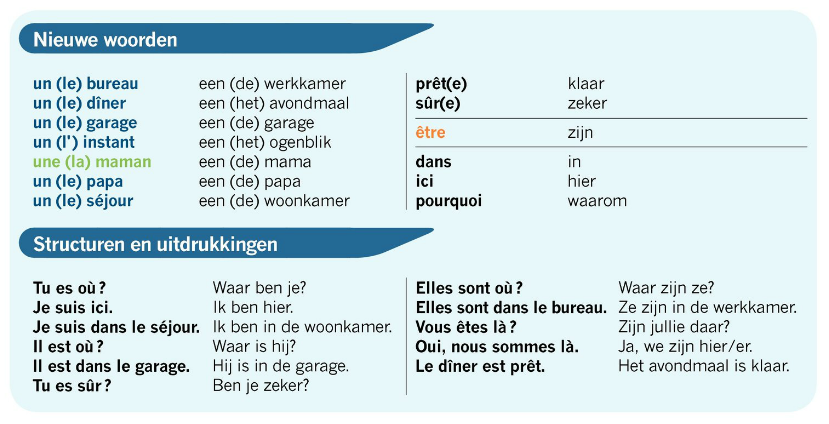 Nieuwe woorden
un (le) bureau een (de) werkkamer
un (le) dîner een (het) avondmaal
un (le) garage een (de) garage
un (l') instant een (het) ogenblik
une (la) maman een (de) mama
un (le) papa een (de) papa
un (le) séjour een (de) woonkamer
prêt(e) klaar
sûr(e) zeker
être zijn
dans in
ici hier
pourquoi waarom
Structuren en uitdrukkingen
Tu es où ? Waar ben je?
Je suis ici. Ik ben hier.
Je suis dans le séjour. Ik ben in de woonkamer.
Il est où ? Waar is hij?
Il est dans le garage. Hij is in de garage.
Tu es sûr ? Ben je zeker?
Elles sont où ? Waar zijn ze?
Elles sont dans le bureau. Ze zijn in de werkkamer.
Vous êtes là ? Zijn jullie daar?
Oui, nous sommes là. Ja, we zijn hier/er.
Le dîner est prêt. Het avondmaal is klaar.